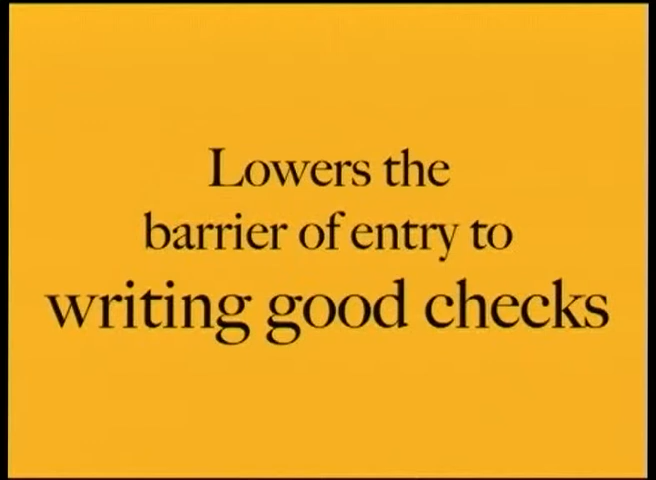 Lowers the
barrier of entry to
writing good checks